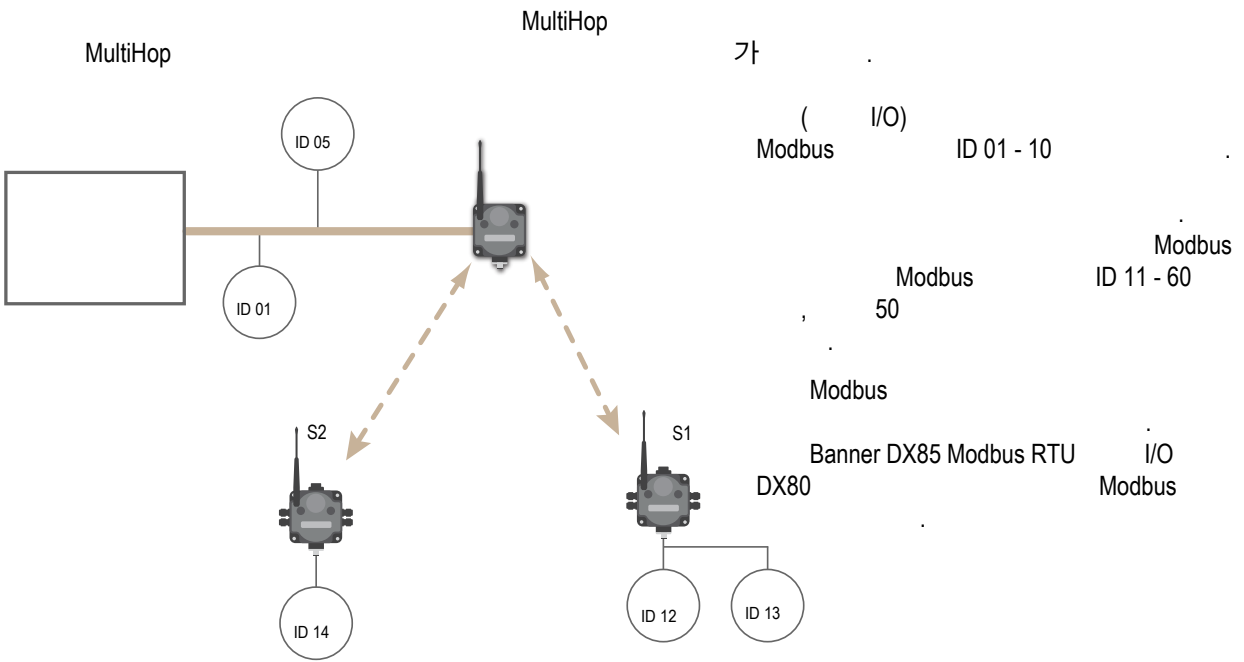 MultiHop
MultiHop
가 .
( I/O)
Modbus ID 01 - 10 .
.
Modbus
Modbus ID 11 - 60
, 50
.
Modbus
.
Banner DX85 Modbus RTU I/O
DX80 Modbus
.
ID 05
ID 01
S2
S1
ID 14
ID 12
ID 13